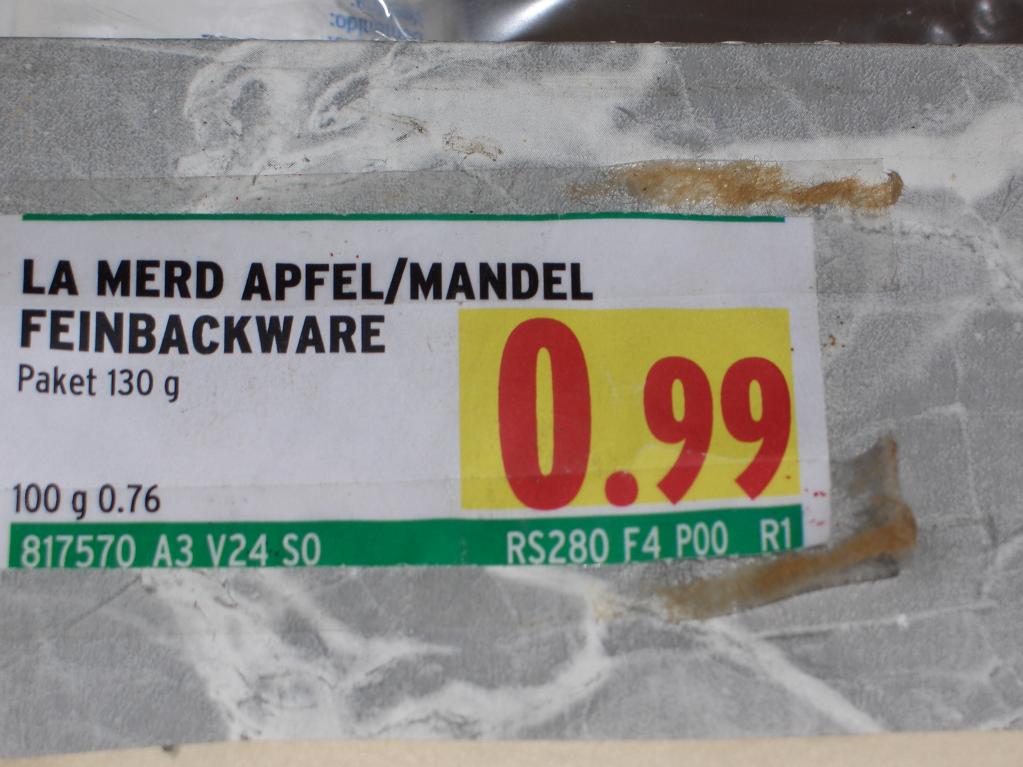 LA MERD APFEL/MANDEL
FEINBACKWARE
Paket 130 g
0.99
100 g 0.76
817570 A3 V24 S0 RS280 F4 P00 R1